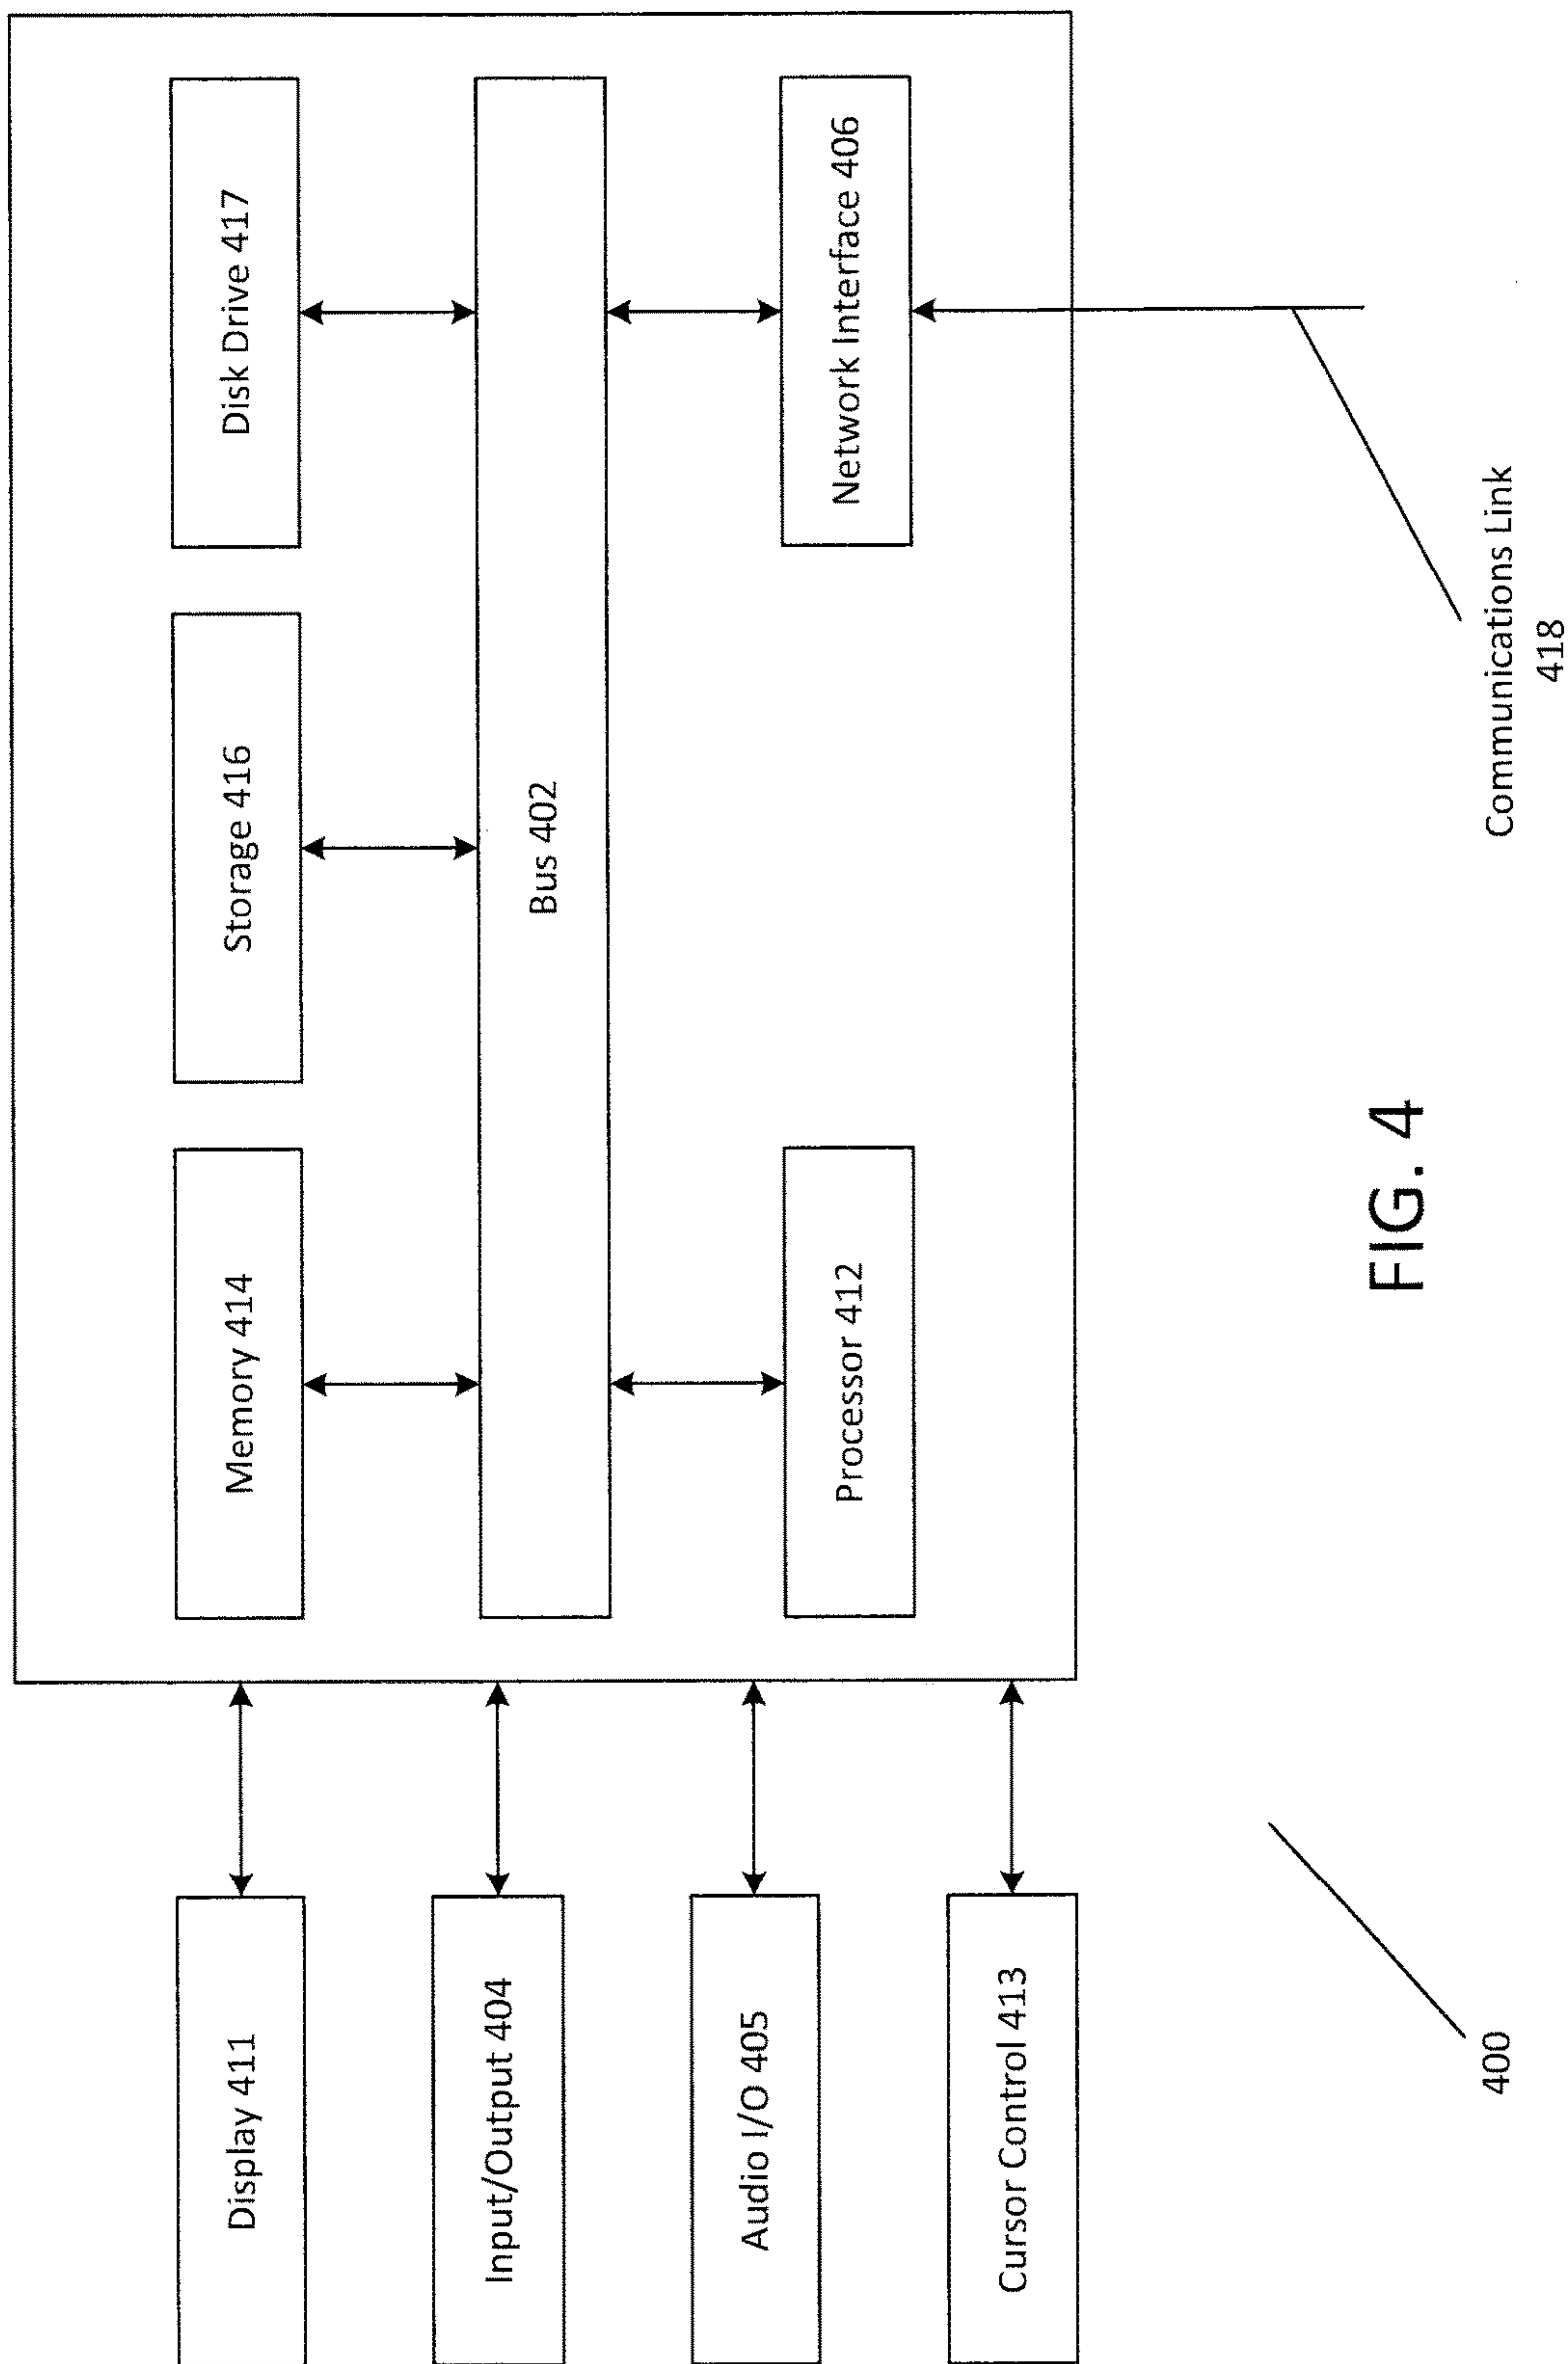 Display 411
Memory 414
Storage 416
Disk Drive 417
Input/Output 404
Bus 402
Audio I/O 405
Cursor Control 413
Processor 412
Network Interface 406
400
FIG. 4
Communications Link
418